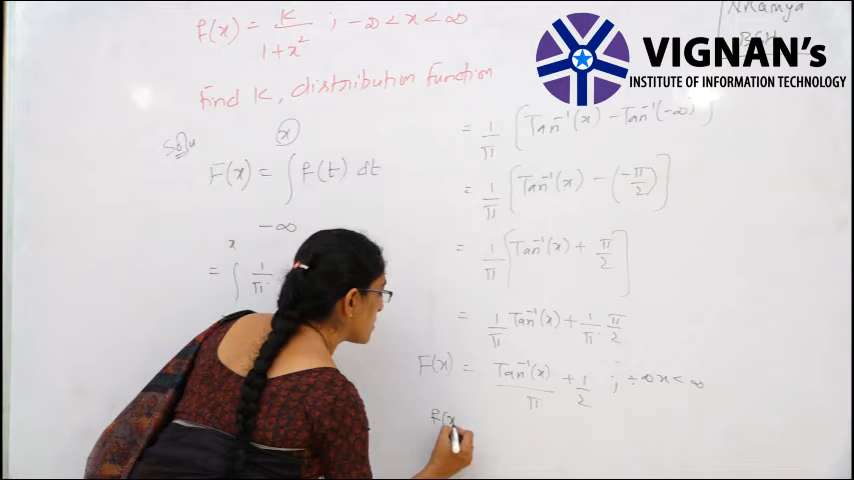 f(x) = K / 1+x² ; -∞ < x < ∞
Find K, distribution function
Soln
F(x) = ∫ f(t) dt
x
-∞
x
= ∫ 1/π
VIGNAN's
INSTITUTE OF INFORMATION TECHNOLOGY
= 1/π [Tan⁻¹(x) - Tan⁻¹(-∞)]
= 1/π [Tan⁻¹(x) - (-π/2)]
= 1/π [Tan⁻¹(x) + π/2]
= 1/π Tan⁻¹(x) + 1/π · π/2
F(x) = Tan⁻¹(x)/π + 1/2 ; -∞ x < ∞
f(x